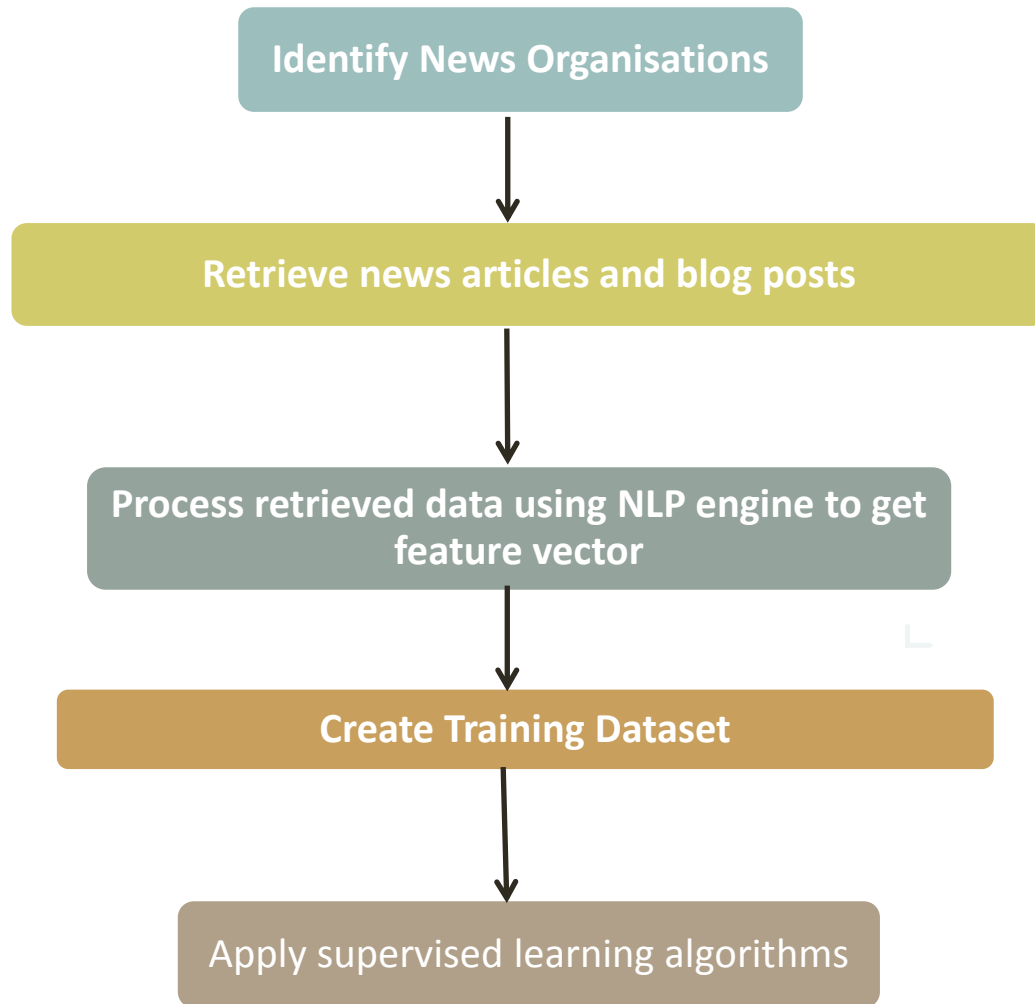 Identify News Organisations
Retrieve news articles and blog posts
Process retrieved data using NLP engine to get
feature vector
Create Training Dataset
Apply supervised learning algorithms